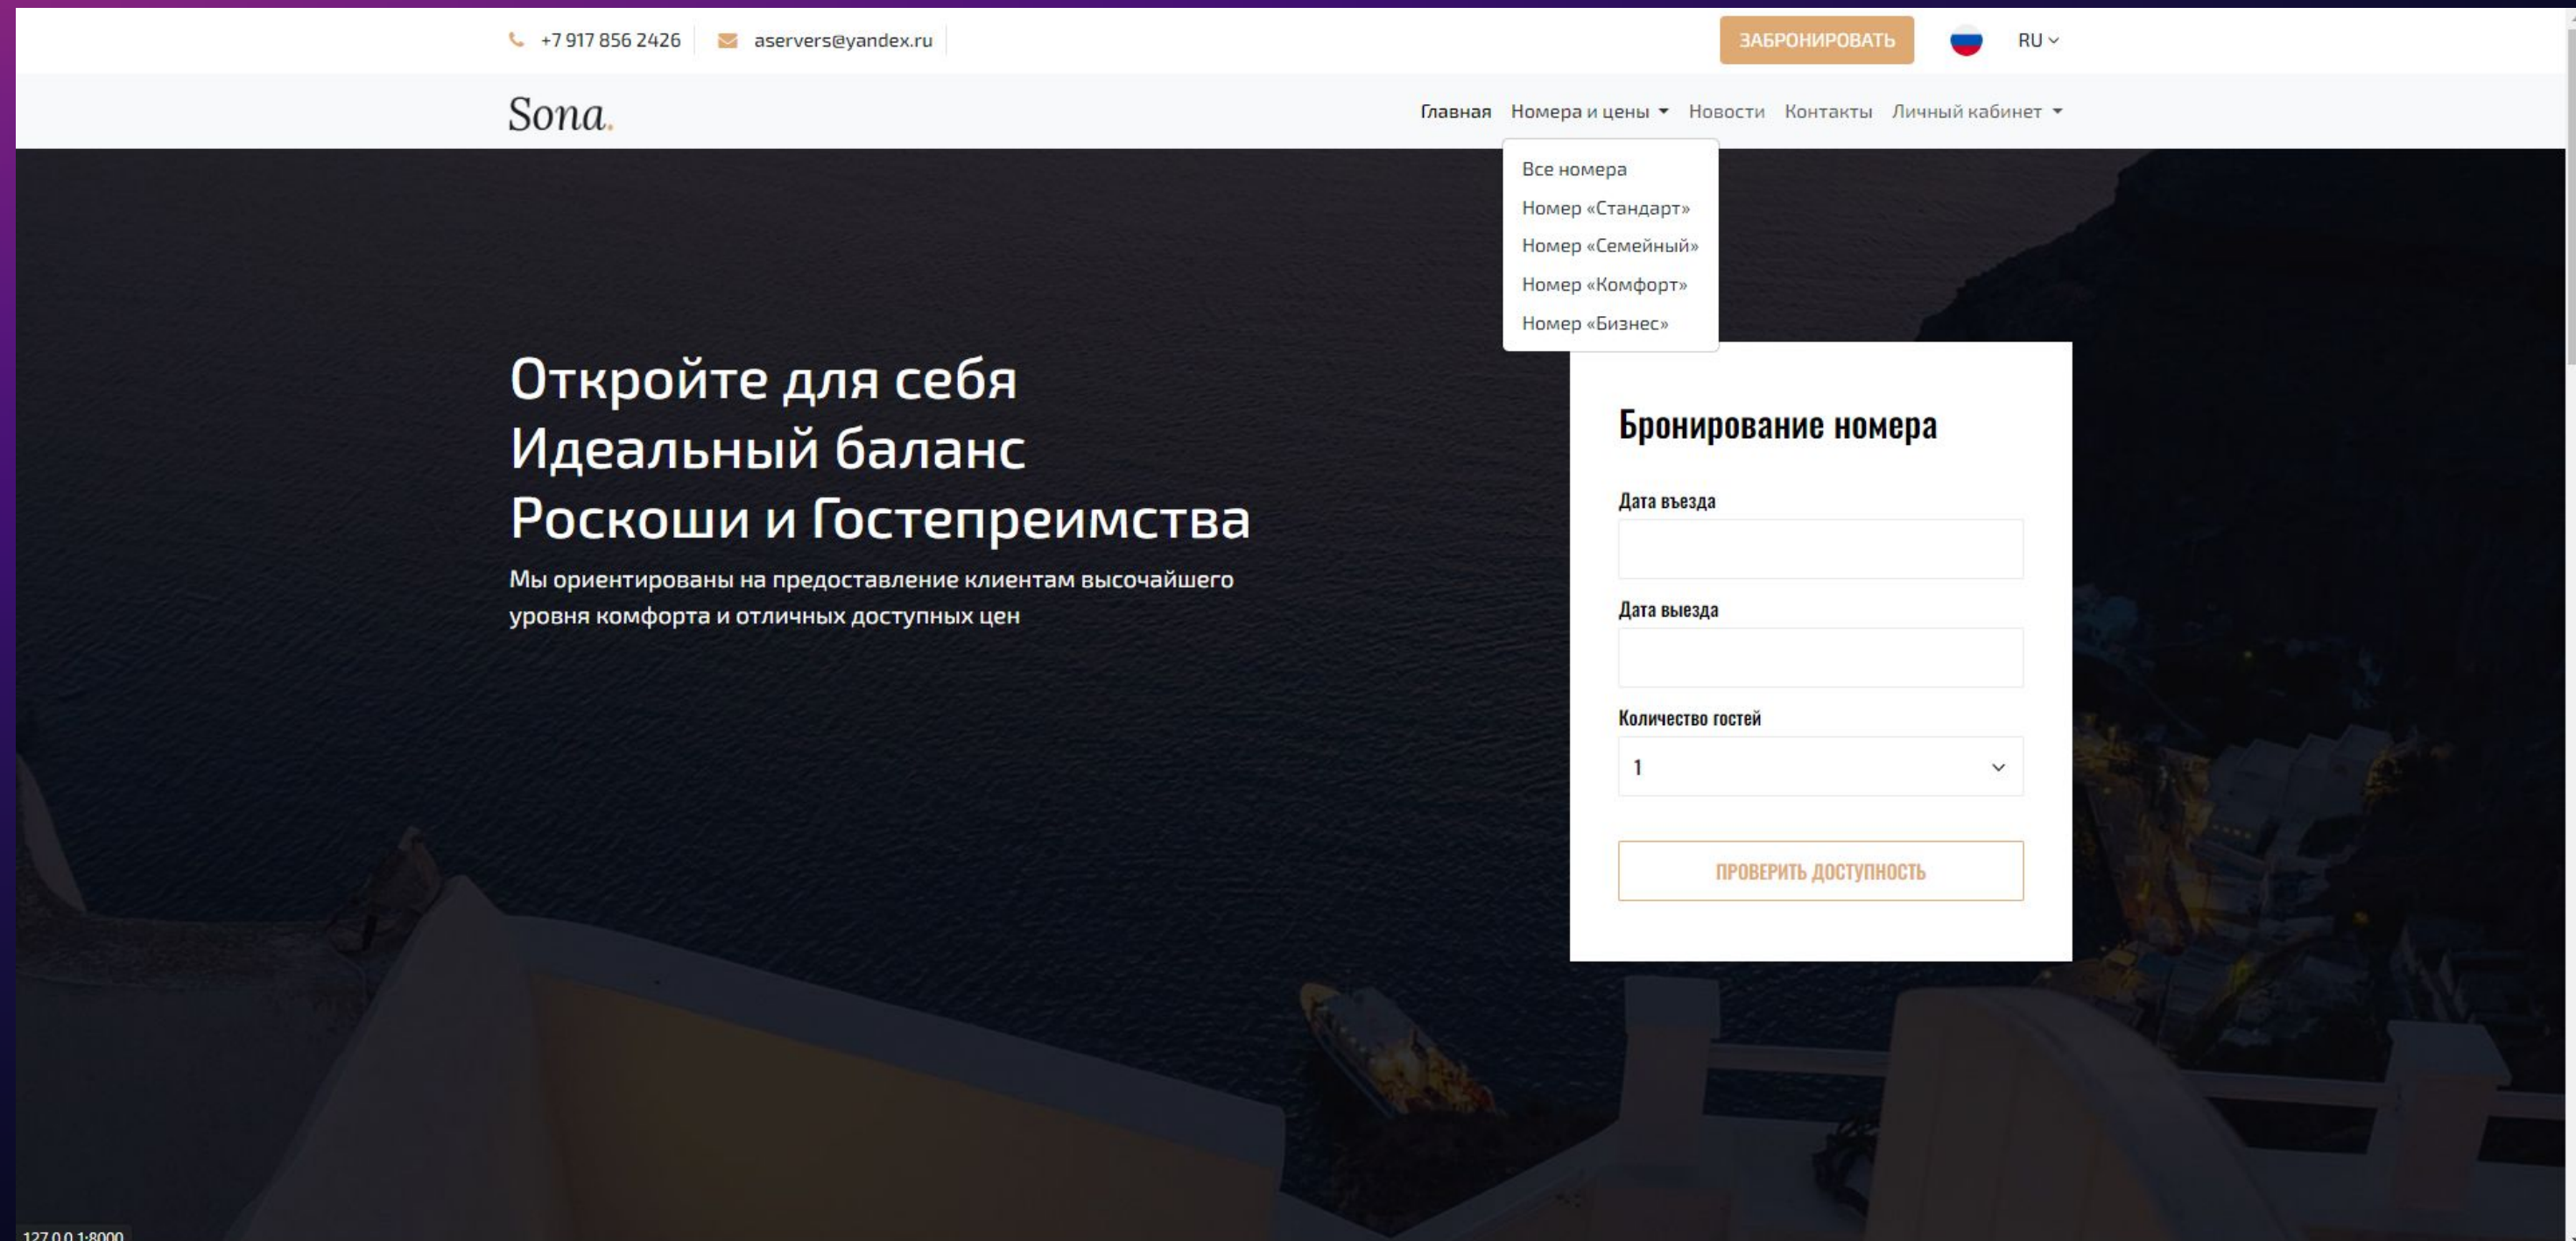 +7 917 856 2426
aservers@yandex.ru
ЗАБРОНИРОВАТЬ
RU
Sona.
Главная Номера и цены Новости Контакты Личный кабинет
Все номера
Номер «Стандарт»
Номер «Семейный»
Номер «Комфорт»
Номер «Бизнес»
Откройте для себя
Идеальный баланс
Роскоши и Гостепреимства
Мы ориентированы на предоставление клиентам высочайшего
уровня комфорта и отличных доступных цен
Бронирование номера
Дата въезда
Дата выезда
Количество гостей
1
ПРОВЕРИТЬ ДОСТУПНОСТЬ
127.0.0.1:8000